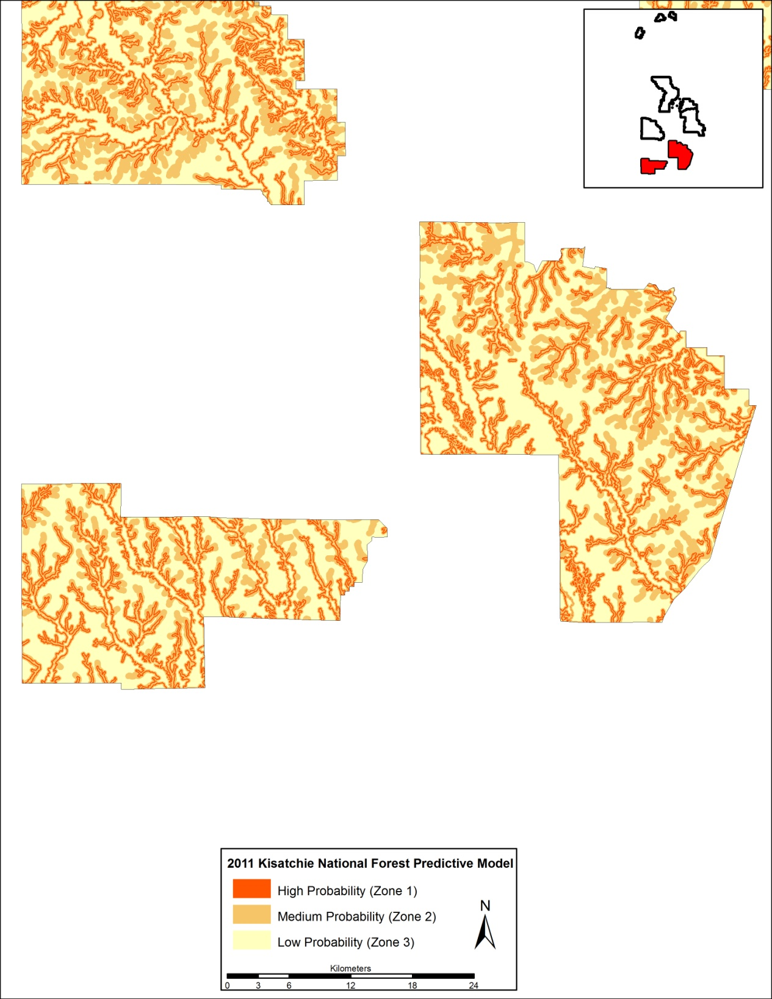 2011 Kisatchie National Forest Predictive Model
High Probability (Zone 1)
N
Medium Probability (Zone 2)
Low Probability (Zone 3)
Kilometers
0 3 6 12 18 24